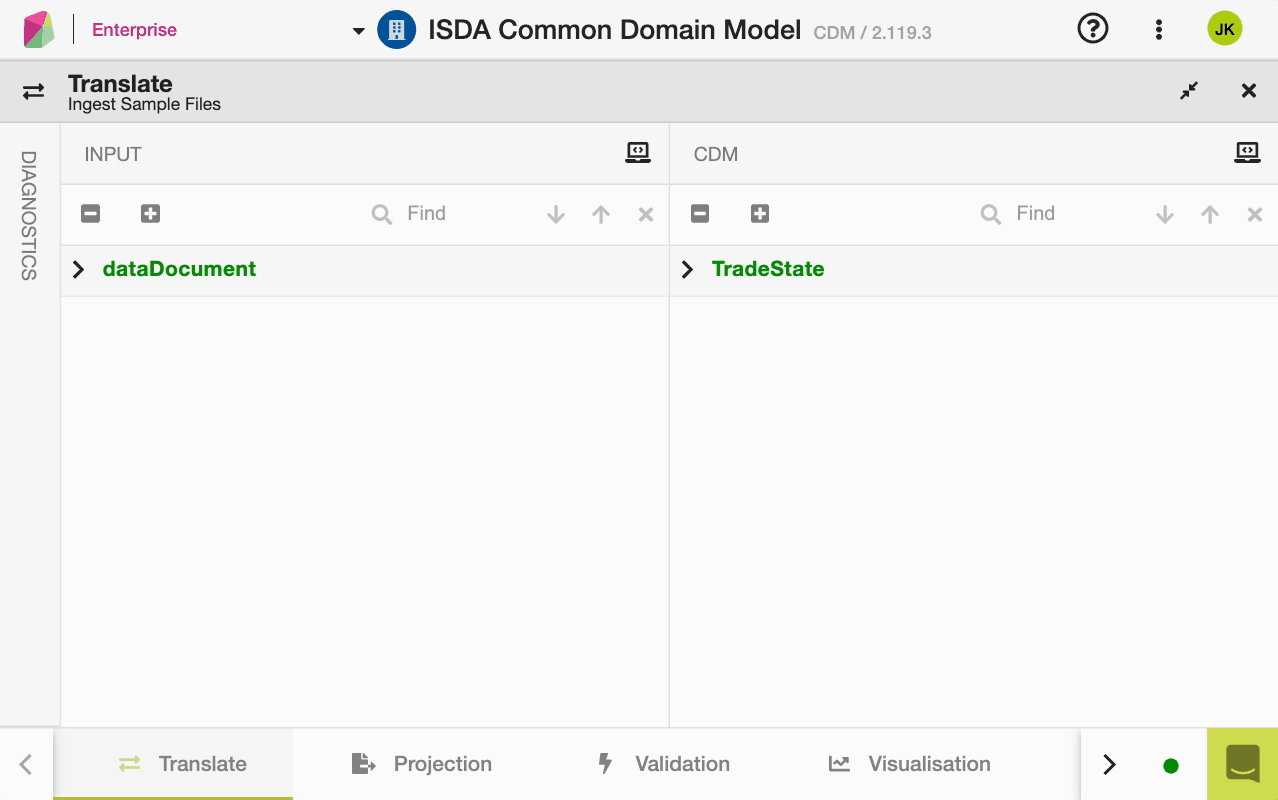 Enterprise
ISDA Common Domain Model CDM / 2.119.3
JK
Translate
Ingest Sample Files
DIAGNOSTICS
INPUT
CDM
Find
Find
dataDocument
TradeState
Translate
Projection
Validation
Visualisation